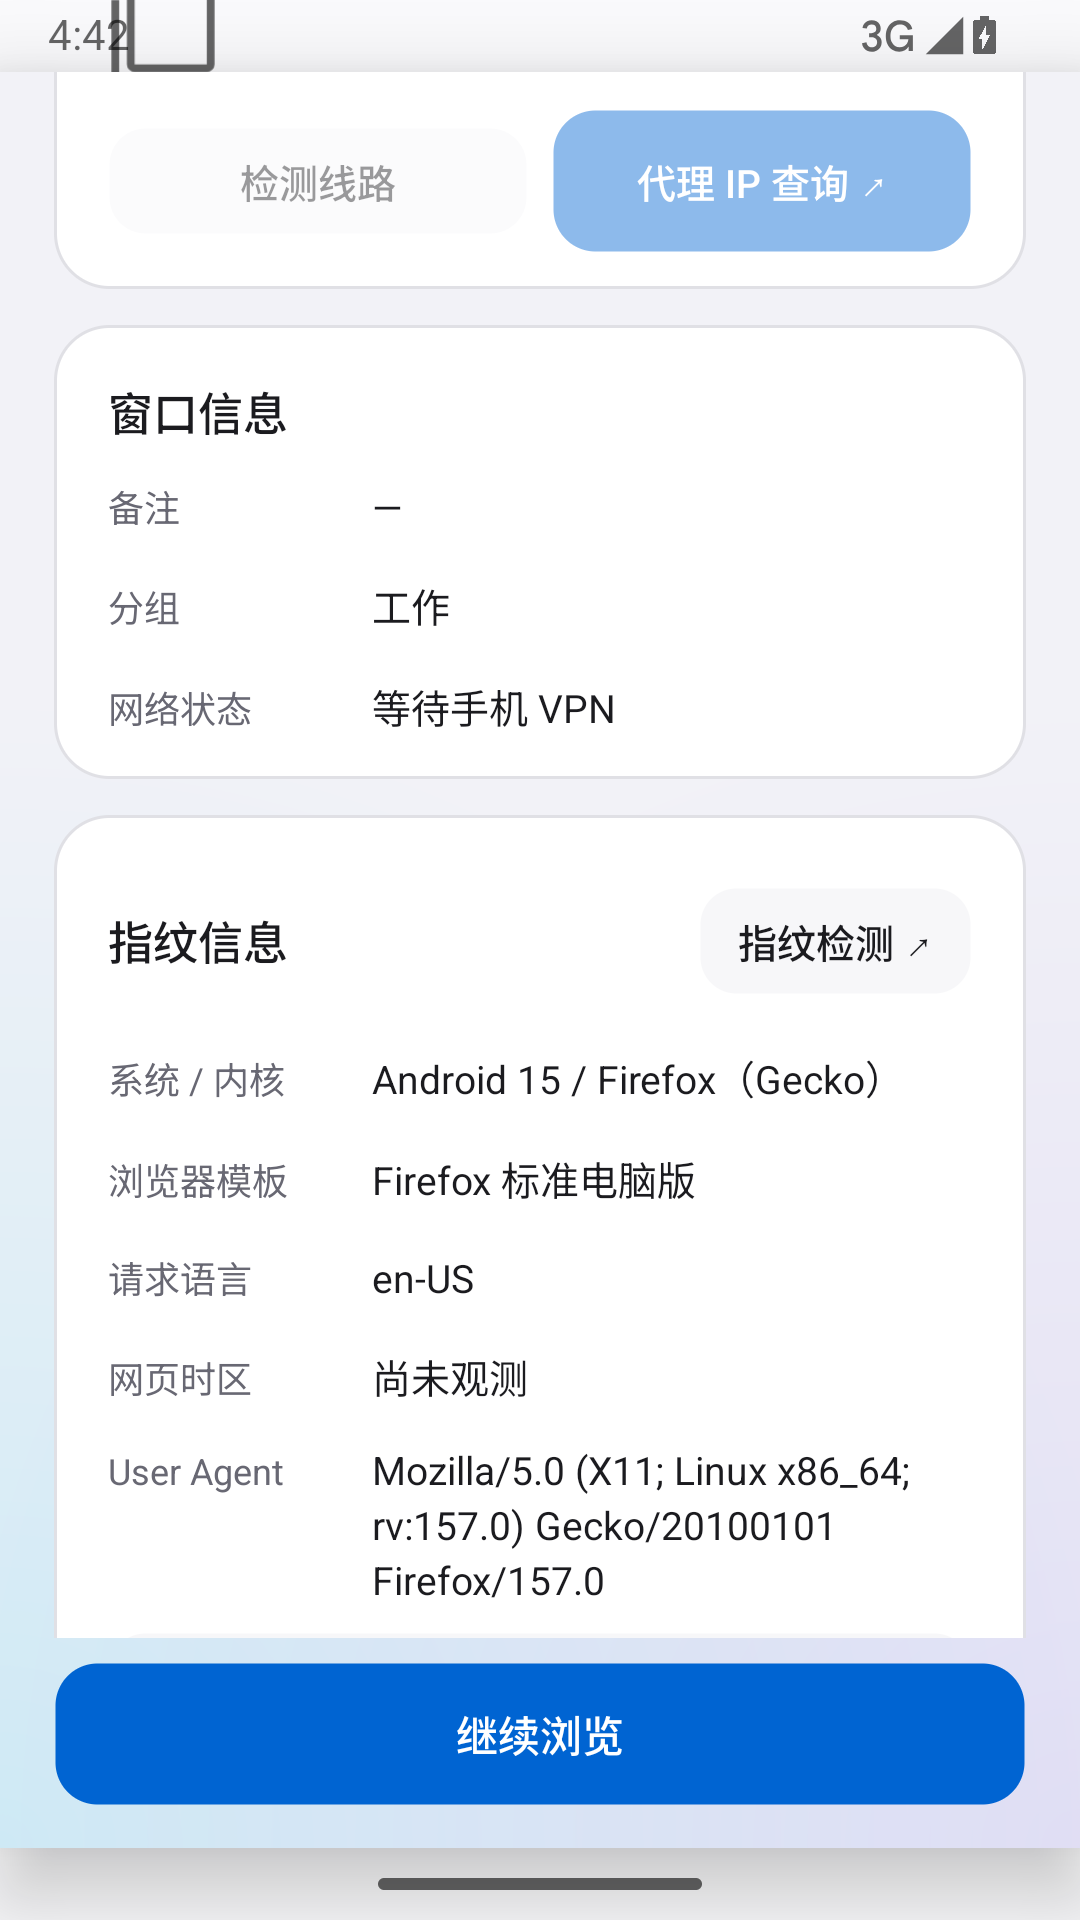 4:42
3G
检测线路
代理 IP 查询 ↗
窗口信息
备注 —
分组 工作
网络状态 等待手机 VPN
指纹信息
指纹检测 ↗
系统 / 内核 Android 15 / Firefox（Gecko）
浏览器模板 Firefox 标准电脑版
请求语言 en-US
网页时区 尚未观测
User Agent Mozilla/5.0 (X11; Linux x86_64;
rv:157.0) Gecko/20100101
Firefox/157.0
继续浏览